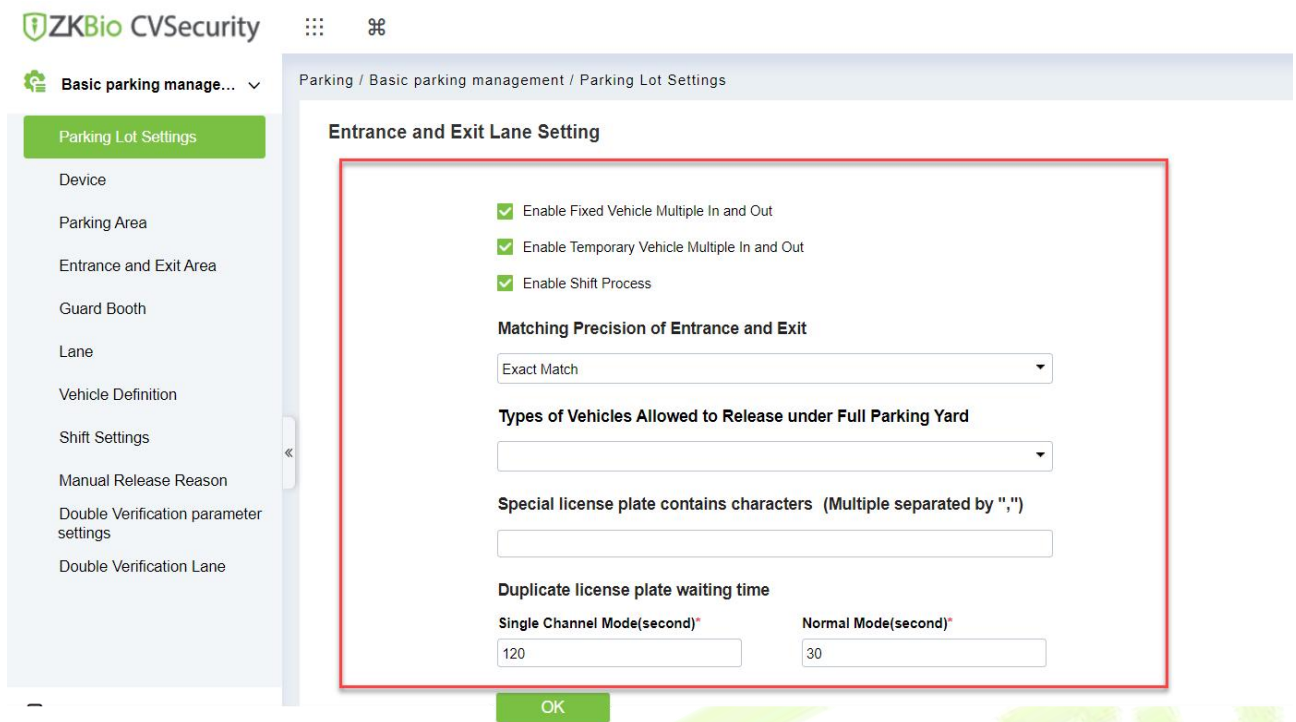 ZKBio CVSecurity
Basic parking manage...
Parking / Basic parking management / Parking Lot Settings
Parking Lot Settings
Device
Parking Area
Entrance and Exit Area
Guard Booth
Lane
Vehicle Definition
Shift Settings
Manual Release Reason
Double Verification parameter
settings
Double Verification Lane
Entrance and Exit Lane Setting
Enable Fixed Vehicle Multiple In and Out
Enable Temporary Vehicle Multiple In and Out
Enable Shift Process
Matching Precision of Entrance and Exit
Exact Match
Types of Vehicles Allowed to Release under Full Parking Yard
Special license plate contains characters (Multiple separated by ",")
Duplicate license plate waiting time
Single Channel Mode(second)* Normal Mode(second)*
120 30
OK